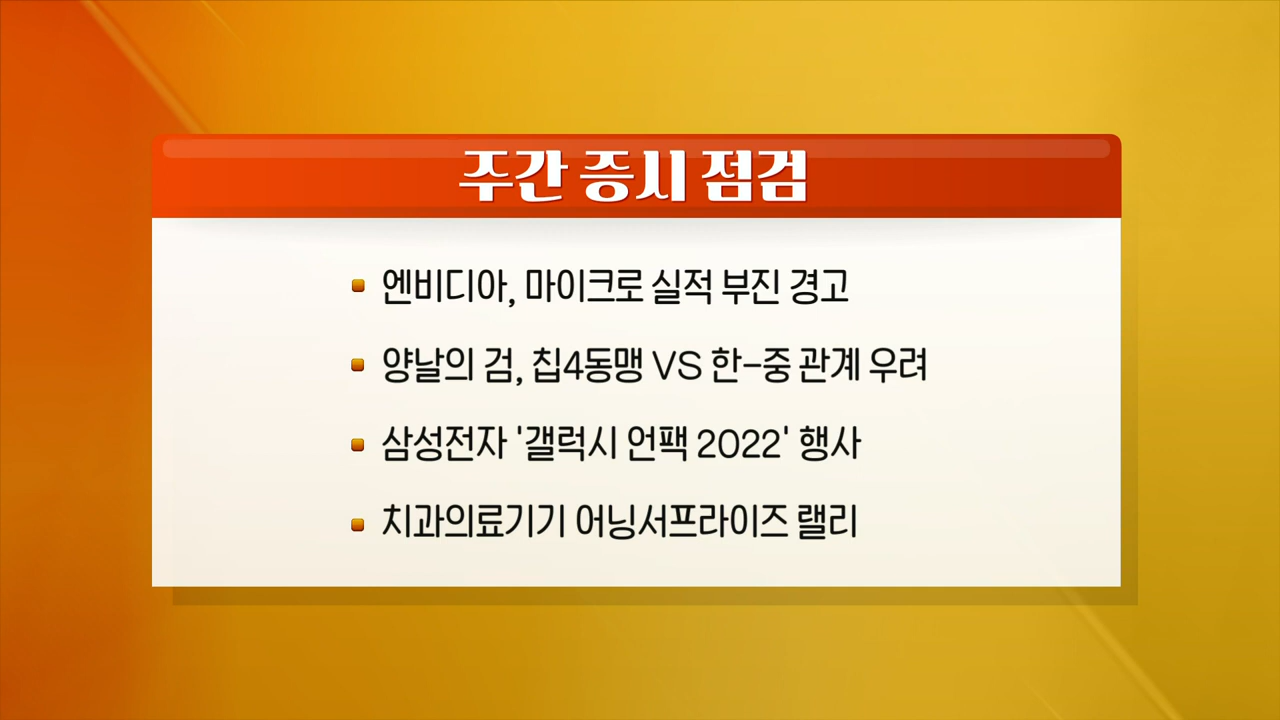 주간 증시 점검
엔비디아, 마이크로 실적 부진 경고
양날의 검, 칩4동맹 VS 한-중 관계 우려
삼성전자 '갤럭시 언팩 2022' 행사
치과의료기기 어닝서프라이즈 랠리